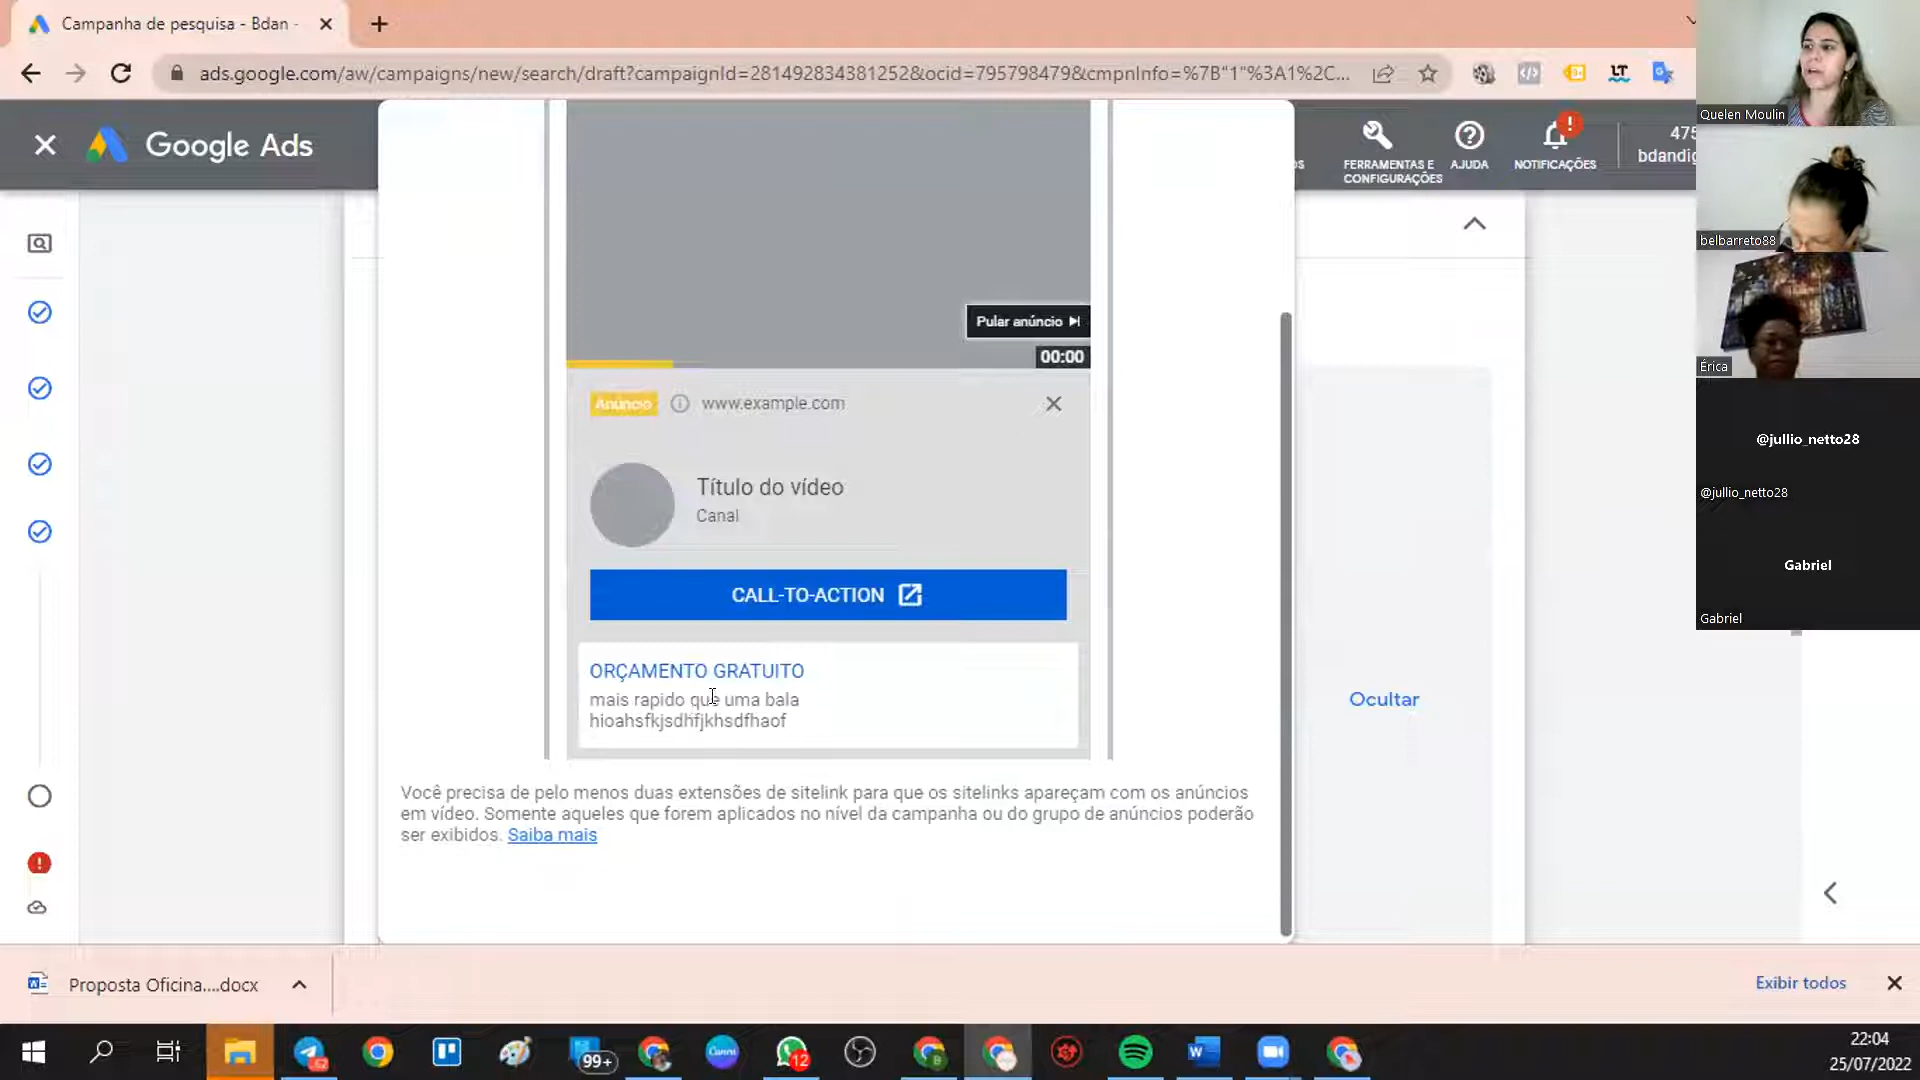 Campanha de pesquisa - Bdan -
ads.google.com/aw/campaigns/new/search/draft?campaignId=281492834381252&ocid=795798479&cmpnInfo=%7B"1"%3A1%2C...
Google Ads
OS
FERRAMENTAS E
CONFIGURAÇÕES
AJUDA
NOTIFICAÇÕES
475
bdandig
Quelen Moulin
belbarreto88
Érica
@jullio_netto28
@jullio_netto28
Gabriel
Gabriel
Pular anúncio
00:00
Anúncio
www.example.com
Título do vídeo
Canal
CALL-TO-ACTION
ORÇAMENTO GRATUITO
mais rapido que uma bala
hioahsfkjsdhfjkhsdfhaof
Ocultar
Você precisa de pelo menos duas extensões de sitelink para que os sitelinks apareçam com os anúncios
em vídeo. Somente aqueles que forem aplicados no nível da campanha ou do grupo de anúncios poderão
ser exibidos. Saiba mais
Proposta Oficina....docx
Exibir todos
99+
Canva
12
22:04
25/07/2022